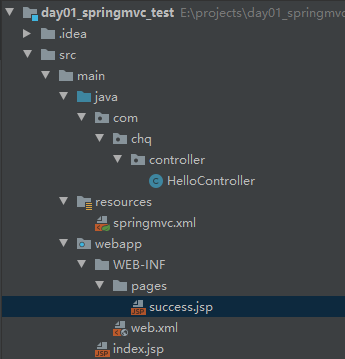 day01_springmvc_test E:\projects\day01_springmvc
.idea
src
main
java
com
chq
controller
HelloController
resources
springmvc.xml
webapp
WEB-INF
pages
success.jsp
web.xml
index.jsp